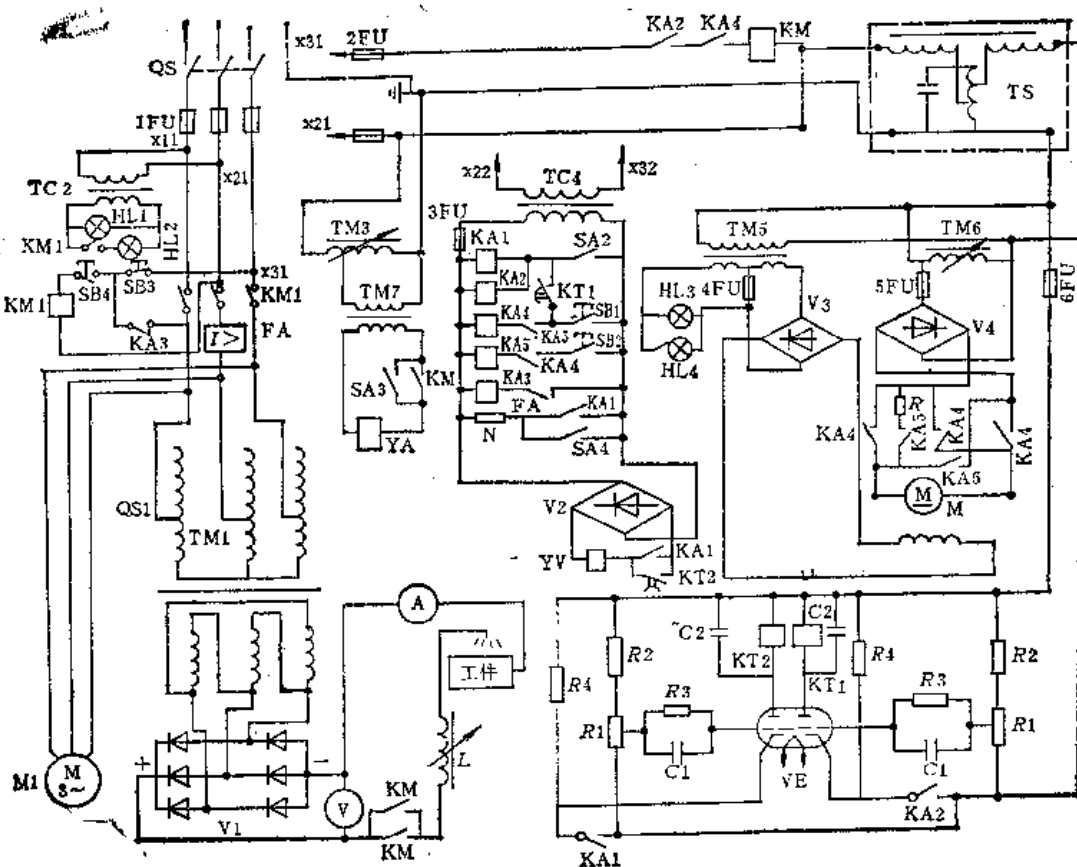 x31
2FU
KA2
KA4
KM
QS
TS
1FU
x11
x21
x21
x22
TC4
x32
TC2
HL1
HL2
KM1
3FU
TM3
KA1
SA2
TM5
TM6
KA2
SB4
SB3
x31
KM1
KM1
KT1
HL3
4FU
5FU
6FU
TM7
V3
V4
KA4
KA3
SB1
FA
I>
KA3
KA5
KA4
SB2
HL4
SA3
KM
KA3
FA
KA1
R
KA5
KA4
KA4
KA4
N
YA
SA4
KA5
M
M
QS1
TM1
V2
YV
KA1
KT2
A
C2
C2
R2
R4
R2
工件
KT2
KT1
R4
R3
R3
R1
R1
L
C1
C1
VE
M1
M
3~
+
−
V
V1
KM
KM
KA2
KA1